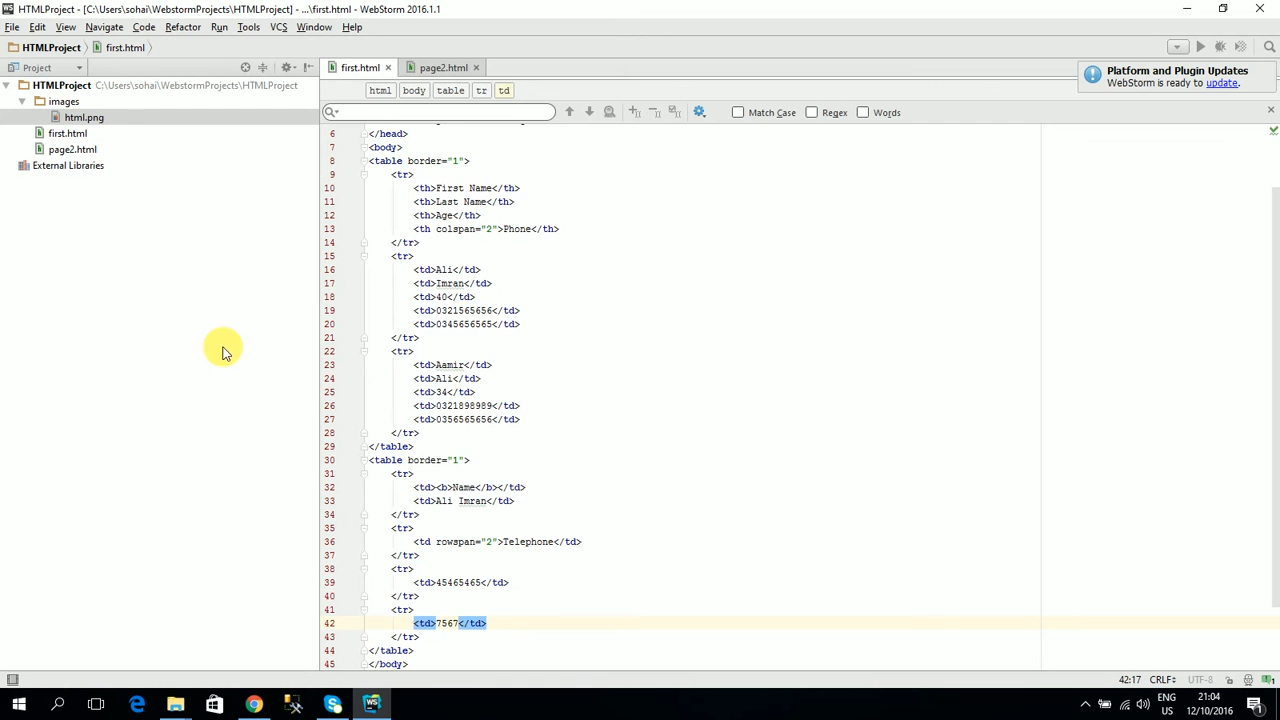 HTMLProject - [C:\Users\sohai\WebstormProjects\HTMLProject] - ...\first.html - WebStorm 2016.1.1
File Edit View Navigate Code Refactor Run Tools VCS Window Help
HTMLProject first.html
Project
first.html page2.html
Platform and Plugin Updates
WebStorm is ready to update.
HTMLProject C:\Users\sohai\WebstormProjects\HTMLProject
images
html.png
first.html
page2.html
External Libraries
html body table tr td
Match Case Regex Words
6 </head>
7 <body>
8 <table border="1">
9 <tr>
10 <th>First Name</th>
11 <th>Last Name</th>
12 <th>Age</th>
13 <th colspan="2">Phone</th>
14 </tr>
15 <tr>
16 <td>Ali</td>
17 <td>Imran</td>
18 <td>40</td>
19 <td>0321565656</td>
20 <td>0345656565</td>
21 </tr>
22 <tr>
23 <td>Aamir</td>
24 <td>Ali</td>
25 <td>34</td>
26 <td>0321898989</td>
27 <td>0356565656</td>
28 </tr>
29 </table>
30 <table border="1">
31 <tr>
32 <td><b>Name</b></td>
33 <td>Ali Imran</td>
34 </tr>
35 <tr>
36 <td rowspan="2">Telephone</td>
37 </tr>
38 <tr>
39 <td>45465465</td>
40 </tr>
41 <tr>
42 <td>7567</td>
43 </tr>
44 </table>
45 </body>
42:17 CRLF UTF-8
ENG
US
21:04
12/10/2016